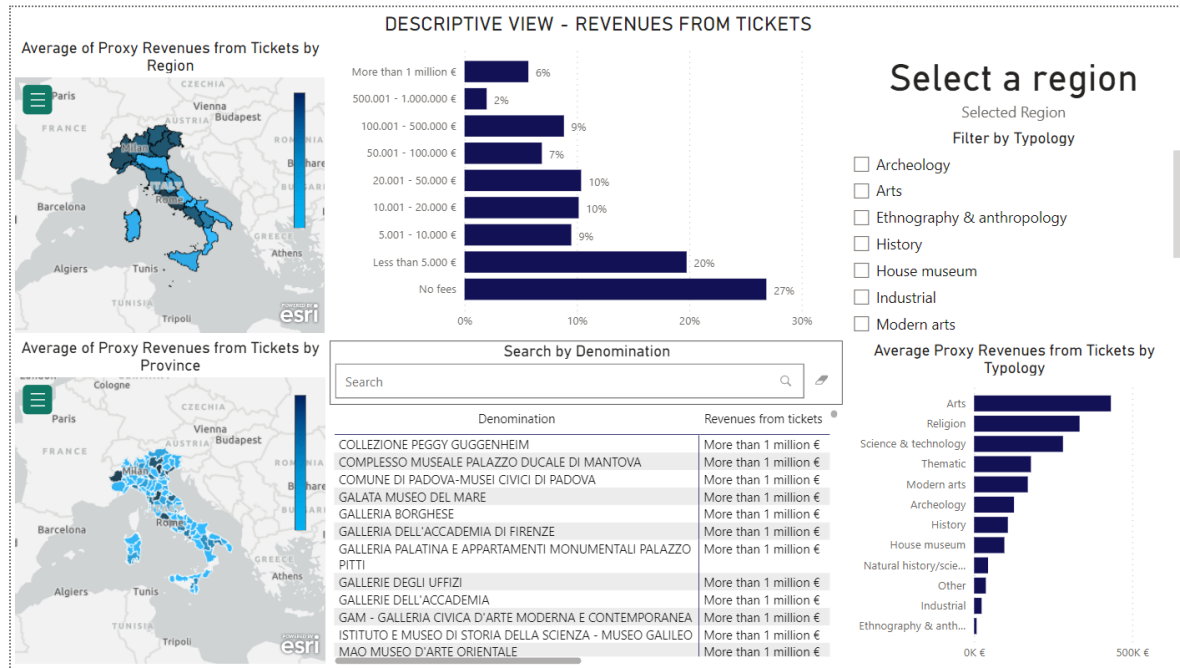 DESCRIPTIVE VIEW - REVENUES FROM TICKETS
Average of Proxy Revenues from Tickets by
Region
Paris
CZECHIA
Vienna
Budapest
AUSTRIA
FRANCE
Milan
ITALY
Rome
Barcelona
GREECE
Athens
Algiers
Tunis
TUNISIA
Tripoli
POWERED BY
esri
More than 1 million €
6%
500.001 - 1.000.000 €
2%
100.001 - 500.000 €
9%
50.001 - 100.000 €
7%
20.001 - 50.000 €
10%
10.001 - 20.000 €
10%
5.001 - 10.000 €
9%
Less than 5.000 €
20%
No fees
27%
0%
10%
20%
30%
Select a region
Selected Region
Filter by Typology
Archeology
Arts
Ethnography & anthropology
History
House museum
Industrial
Modern arts
Average of Proxy Revenues from Tickets by
Province
Cologne
Paris
CZECHIA
Vienna
Budapest
AUSTRIA
FRANCE
Milan
Rome
Barcelona
GREECE
Athens
Algiers
Tunis
TUNISIA
Tripoli
POWERED BY
esri
Search by Denomination
Search
Denomination
Revenues from tickets
COLLEZIONE PEGGY GUGGENHEIM
More than 1 million €
COMPLESSO MUSEALE PALAZZO DUCALE DI MANTOVA
More than 1 million €
COMUNE DI PADOVA-MUSEI CIVICI DI PADOVA
More than 1 million €
GALATA MUSEO DEL MARE
More than 1 million €
GALLERIA BORGHESE
More than 1 million €
GALLERIA DELL'ACCADEMIA DI FIRENZE
More than 1 million €
GALLERIA PALATINA E APPARTAMENTI MONUMENTALI PALAZZO
PITTI
More than 1 million €
GALLERIE DEGLI UFFIZI
More than 1 million €
GALLERIE DELL'ACCADEMIA
More than 1 million €
GAM - GALLERIA CIVICA D'ARTE MODERNA E CONTEMPORANEA
More than 1 million €
ISTITUTO E MUSEO DI STORIA DELLA SCIENZA - MUSEO GALILEO
More than 1 million €
MAO MUSEO D'ARTE ORIENTALE
More than 1 million €
Average Proxy Revenues from Tickets by
Typology
Arts
Religion
Science & technology
Thematic
Modern arts
Archeology
History
House museum
Natural history/scie...
Other
Industrial
Ethnography & anth...
0K €
500K €